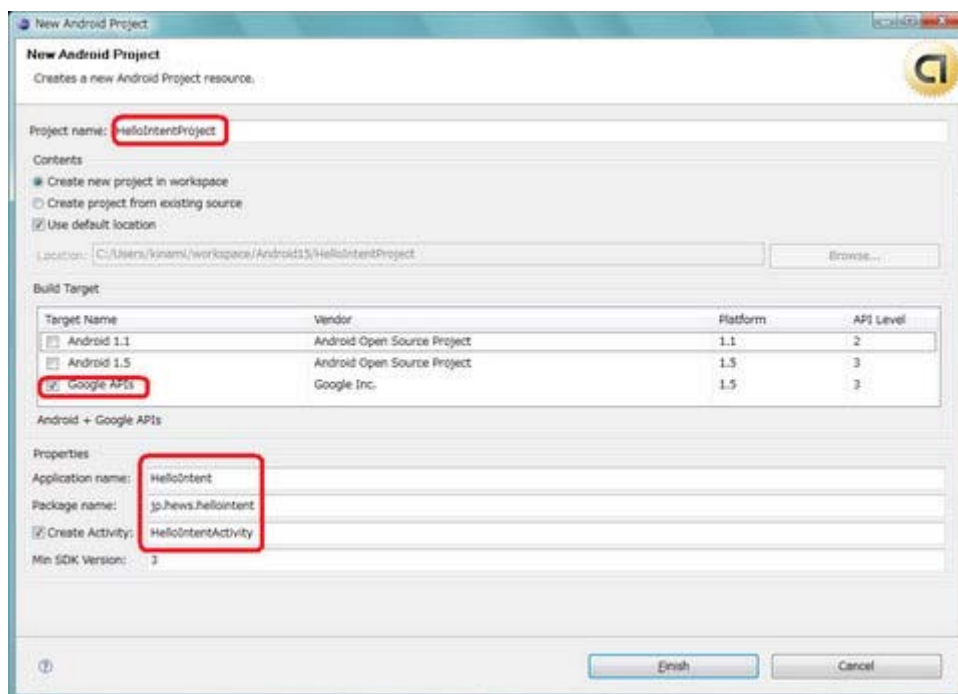 New Android Project
New Android Project
Creates a new Android Project resource.
Project name: HelloIntentProject
Contents
Create new project in workspace
Create project from existing source
Use default location
Location: C:/Users/kinami/workspace/Android15/HelloIntentProject Browse...
Build Target
Target Name Vendor Platform API Level
Android 1.1 Android Open Source Project 1.1 2
Android 1.5 Android Open Source Project 1.5 3
Google APIs Google Inc. 1.5 3
Android + Google APIs
Properties
Application name: HelloIntent
Package name: jp.hews.hellointent
Create Activity: HelloIntentActivity
Min SDK Version: 3
Finish Cancel